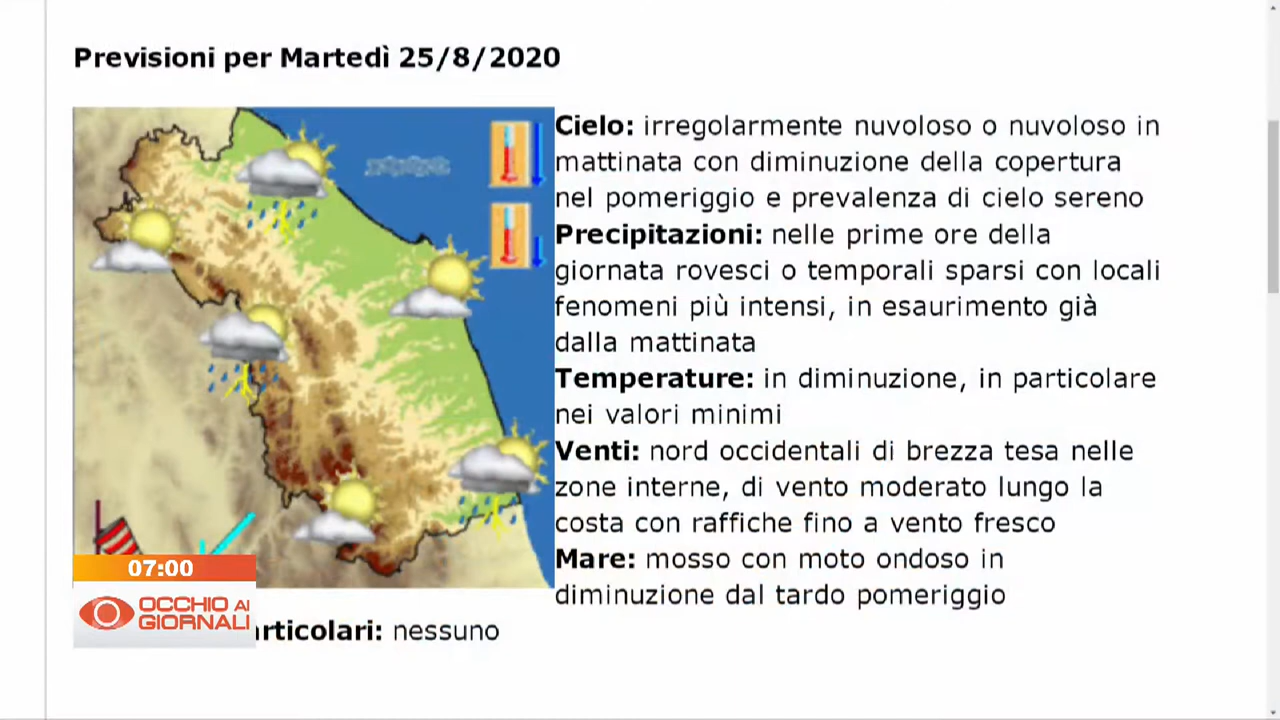 Previsioni per Martedì 25/8/2020
Cielo: irregolarmente nuvoloso o nuvoloso in
mattinata con diminuzione della copertura
nel pomeriggio e prevalenza di cielo sereno
Precipitazioni: nelle prime ore della
giornata rovesci o temporali sparsi con locali
fenomeni più intensi, in esaurimento già
dalla mattinata
Temperature: in diminuzione, in particolare
nei valori minimi
Venti: nord occidentali di brezza tesa nelle
zone interne, di vento moderato lungo la
costa con raffiche fino a vento fresco
Mare: mosso con moto ondoso in
diminuzione dal tardo pomeriggio
articolari: nessuno
07:00
OCCHIO AI
GIORNALI